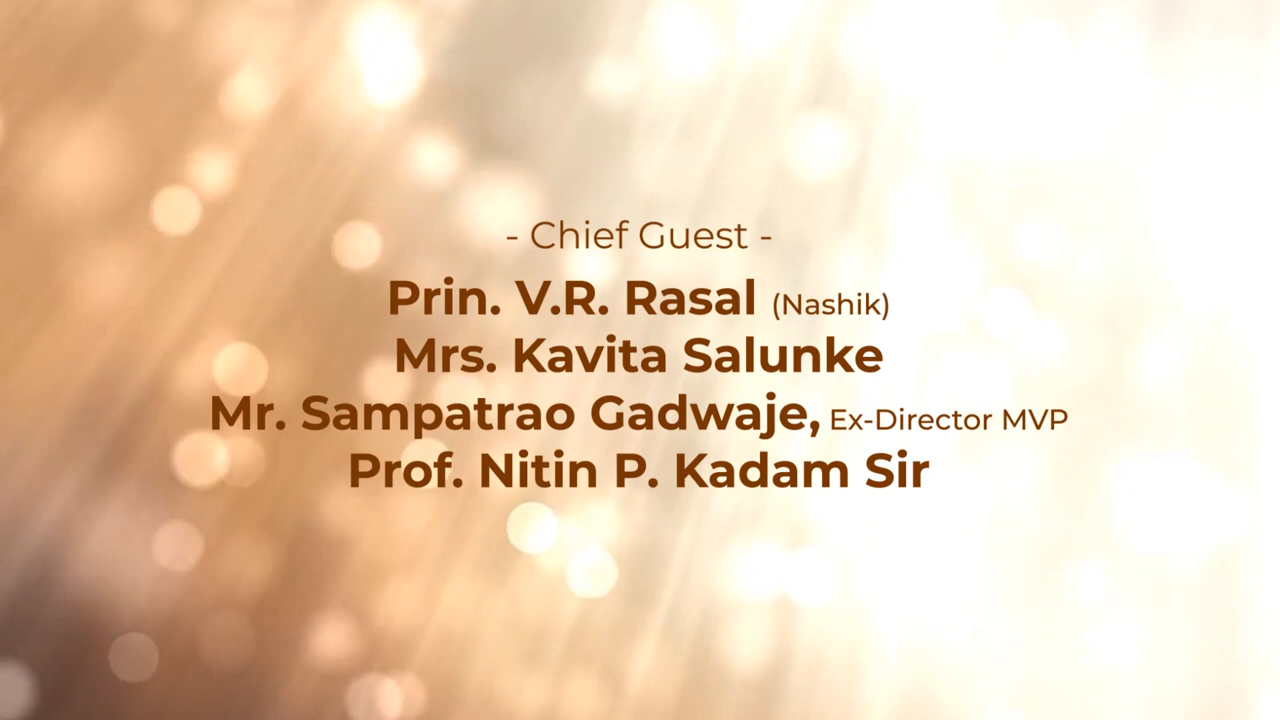 - Chief Guest -
Prin. V.R. Rasal (Nashik)
Mrs. Kavita Salunke
Mr. Sampatrao Gadwaje, Ex-Director MVP
Prof. Nitin P. Kadam Sir